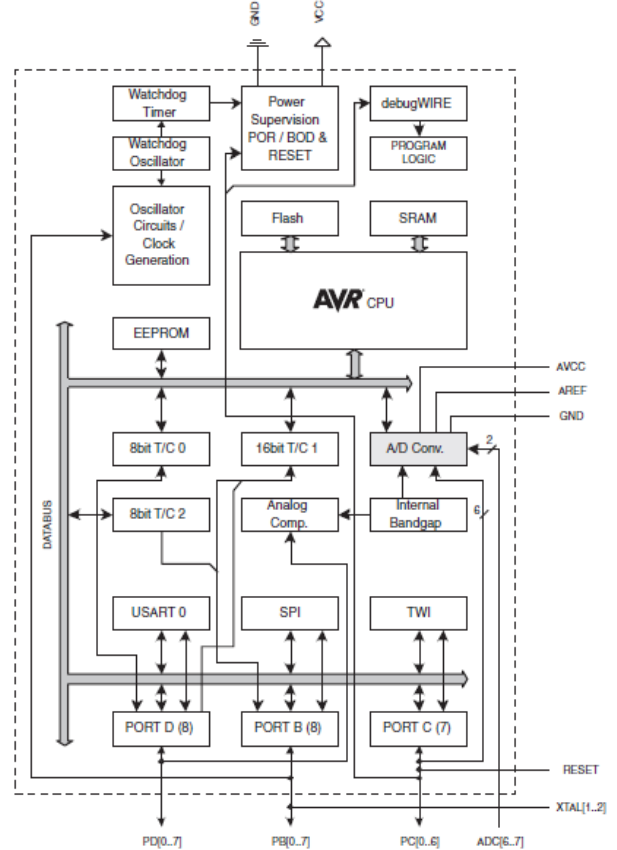 GND
VCC
Watchdog
Timer
Power
Supervision
POR / BOD &
RESET
debugWIRE
Watchdog
Oscillator
PROGRAM
LOGIC
Oscillator
Circuits /
Clock
Generation
Flash
SRAM
AVR CPU
EEPROM
AVCC
AREF
GND
8bit T/C 0
16bit T/C 1
A/D Conv.
2
8bit T/C 2
Analog
Comp.
Internal
Bandgap
6
DATABUS
USART 0
SPI
TWI
PORT D (8)
PORT B (8)
PORT C (7)
RESET
XTAL[1..2]
PD[0..7]
PB[0..7]
PC[0..6]
ADC[6..7]